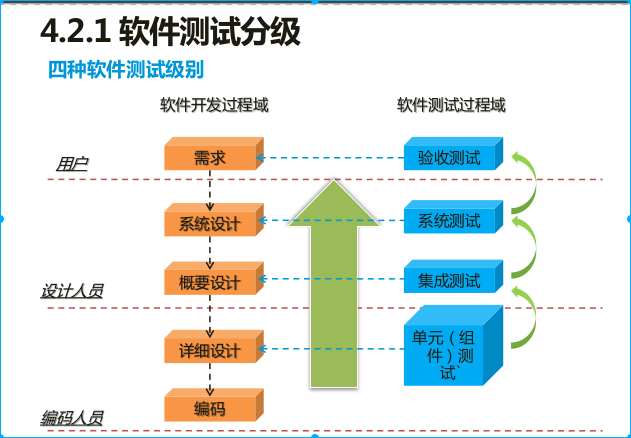 4.2.1 软件测试分级
四种软件测试级别
软件开发过程域
软件测试过程域
用户
需求
验收测试
系统设计
系统测试
设计人员
概要设计
集成测试
详细设计
单元（组
件）测
试`
编码人员
编码